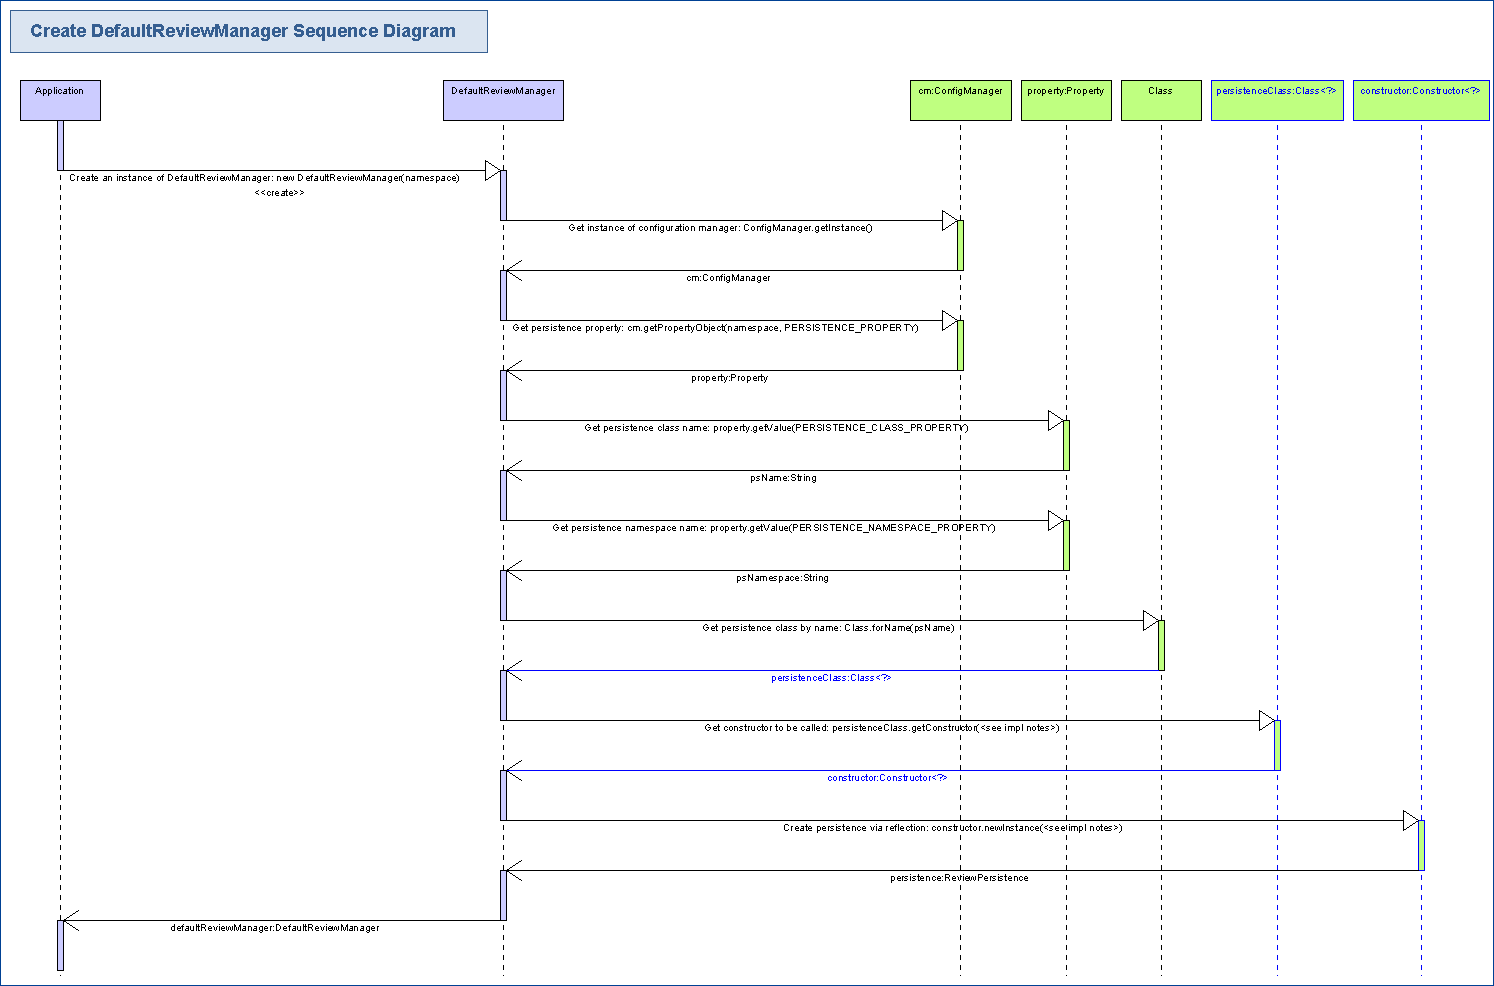 Create DefaultReviewManager Sequence Diagram
Application
DefaultReviewManager
cm:ConfigManager
property:Property
Class
persistenceClass:Class<?>
constructor:Constructor<?>
Create an instance of DefaultReviewManager: new DefaultReviewManager(namespace)
<<create>>
Get instance of configuration manager: ConfigManager.getInstance()
cm:ConfigManager
Get persistence property: cm.getPropertyObject(namespace, PERSISTENCE_PROPERTY)
property:Property
Get persistence class name: property.getValue(PERSISTENCE_CLASS_PROPERTY)
psName:String
Get persistence namespace name: property.getValue(PERSISTENCE_NAMESPACE_PROPERTY)
psNamespace:String
Get persistence class by name: Class.forName(psName)
persistenceClass:Class<?>
Get constructor to be called: persistenceClass.getConstructor(<see impl notes>)
constructor:Constructor<?>
Create persistence via reflection: constructor.newInstance(<see impl notes>)
persistence:ReviewPersistence
defaultReviewManager:DefaultReviewManager